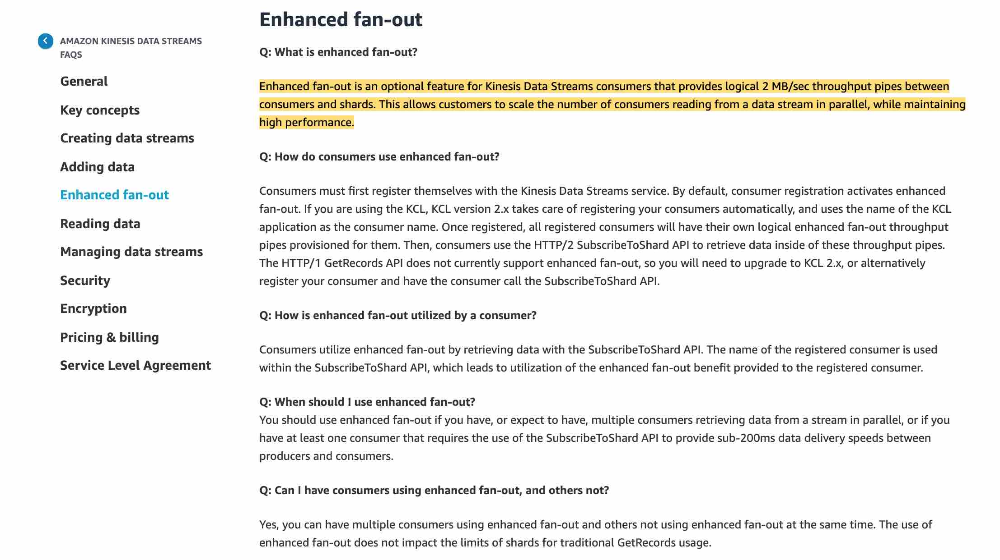 AMAZON KINESIS DATA STREAMS
FAQS
General
Key concepts
Creating data streams
Adding data
Enhanced fan-out
Reading data
Managing data streams
Security
Encryption
Pricing & billing
Service Level Agreement
Enhanced fan-out
Q: What is enhanced fan-out?
Enhanced fan-out is an optional feature for Kinesis Data Streams consumers that provides logical 2 MB/sec throughput pipes between
consumers and shards. This allows customers to scale the number of consumers reading from a data stream in parallel, while maintaining
high performance.
Q: How do consumers use enhanced fan-out?
Consumers must first register themselves with the Kinesis Data Streams service. By default, consumer registration activates enhanced
fan-out. If you are using the KCL, KCL version 2.x takes care of registering your consumers automatically, and uses the name of the KCL
application as the consumer name. Once registered, all registered consumers will have their own logical enhanced fan-out throughput
pipes provisioned for them. Then, consumers use the HTTP/2 SubscribeToShard API to retrieve data inside of these throughput pipes.
The HTTP/1 GetRecords API does not currently support enhanced fan-out, so you will need to upgrade to KCL 2.x, or alternatively
register your consumer and have the consumer call the SubscribeToShard API.
Q: How is enhanced fan-out utilized by a consumer?
Consumers utilize enhanced fan-out by retrieving data with the SubscribeToShard API. The name of the registered consumer is used
within the SubscribeToShard API, which leads to utilization of the enhanced fan-out benefit provided to the registered consumer.
Q: When should I use enhanced fan-out?
You should use enhanced fan-out if you have, or expect to have, multiple consumers retrieving data from a stream in parallel, or if you
have at least one consumer that requires the use of the SubscribeToShard API to provide sub-200ms data delivery speeds between
producers and consumers.
Q: Can I have consumers using enhanced fan-out, and others not?
Yes, you can have multiple consumers using enhanced fan-out and others not using enhanced fan-out at the same time. The use of
enhanced fan-out does not impact the limits of shards for traditional GetRecords usage.